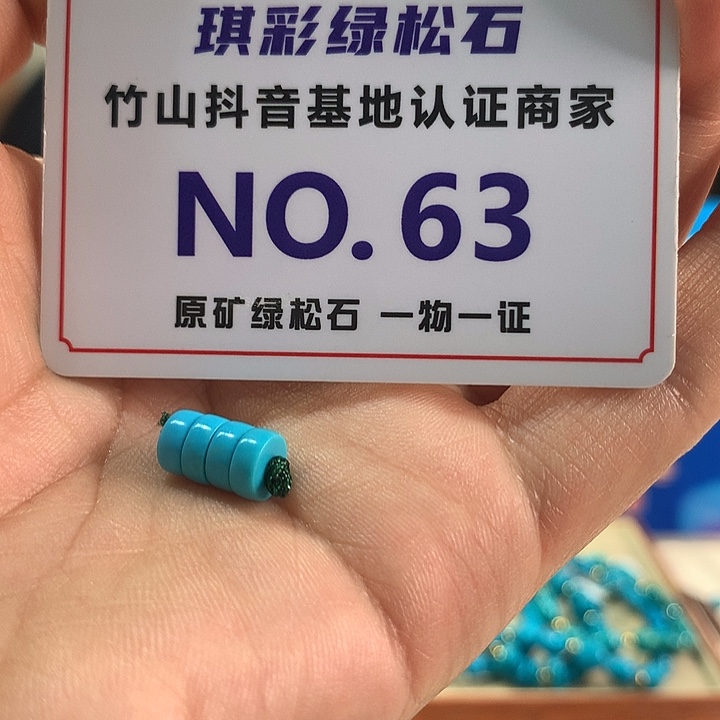 琪彩绿松石
竹山抖音基地认证商家
NO.63
原矿绿松石 一物一证